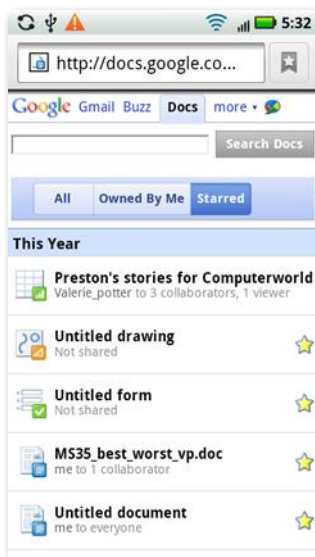 5:32
http://docs.google.co...
Google Gmail Buzz Docs more
Search Docs
All Owned By Me Starred
This Year
Preston's stories for Computerworld
Valerie_potter to 3 collaborators, 1 viewer
Untitled drawing
Not shared
Untitled form
Not shared
MS35_best_worst_vp.doc
me to 1 collaborator
Untitled document
me to everyone